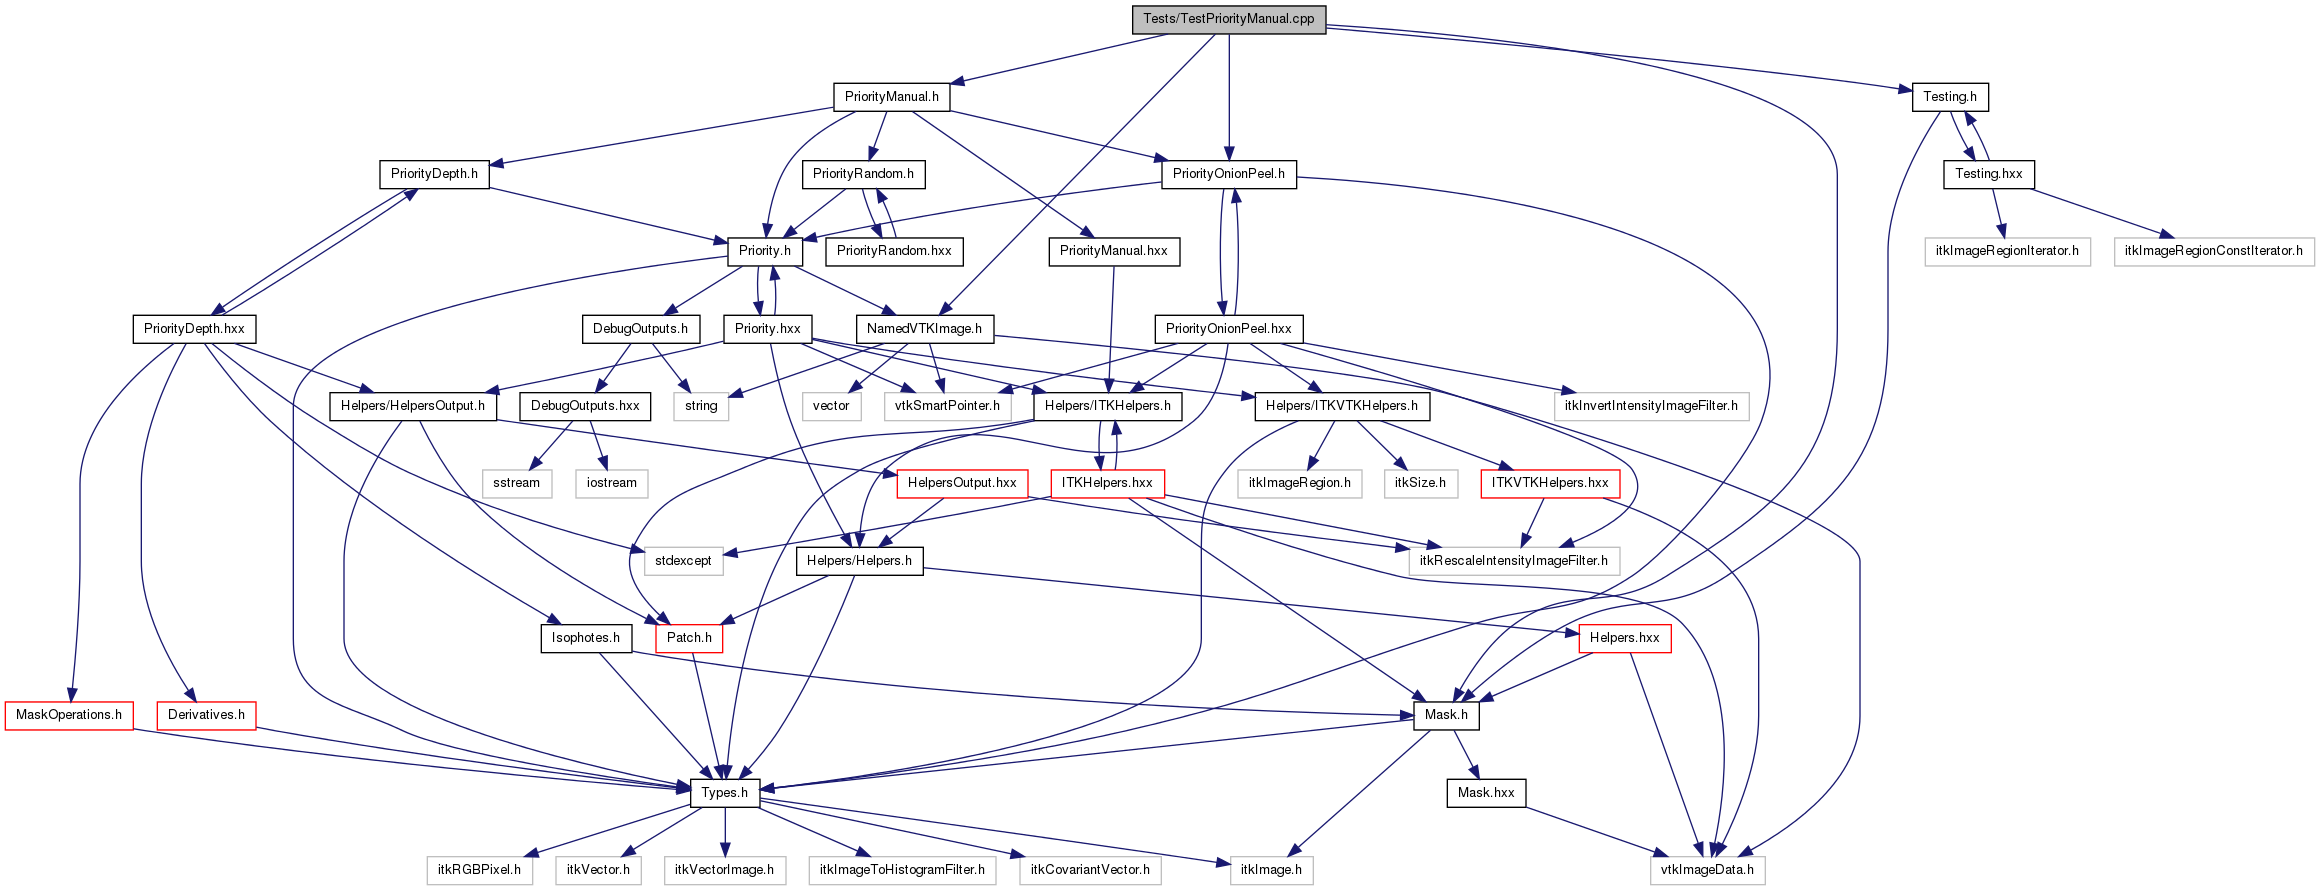 Tests/TestPriorityManual.cpp
PriorityManual.h
Testing.h
PriorityDepth.h
PriorityRandom.h
PriorityOnionPeel.h
Testing.hxx
Priority.h
PriorityRandom.hxx
PriorityManual.hxx
itkImageRegionIterator.h
itkImageRegionConstIterator.h
PriorityDepth.hxx
DebugOutputs.h
Priority.hxx
NamedVTKImage.h
PriorityOnionPeel.hxx
Helpers/HelpersOutput.h
DebugOutputs.hxx
string
vector
vtkSmartPointer.h
Helpers/ITKHelpers.h
Helpers/ITKVTKHelpers.h
itkInvertIntensityImageFilter.h
sstream
iostream
HelpersOutput.hxx
ITKHelpers.hxx
itkImageRegion.h
itkSize.h
ITKVTKHelpers.hxx
stdexcept
Helpers/Helpers.h
itkRescaleIntensityImageFilter.h
Isophotes.h
Patch.h
Helpers.hxx
MaskOperations.h
Derivatives.h
Mask.h
Types.h
Mask.hxx
itkRGBPixel.h
itkVector.h
itkVectorImage.h
itkImageToHistogramFilter.h
itkCovariantVector.h
itkImage.h
vtkImageData.h